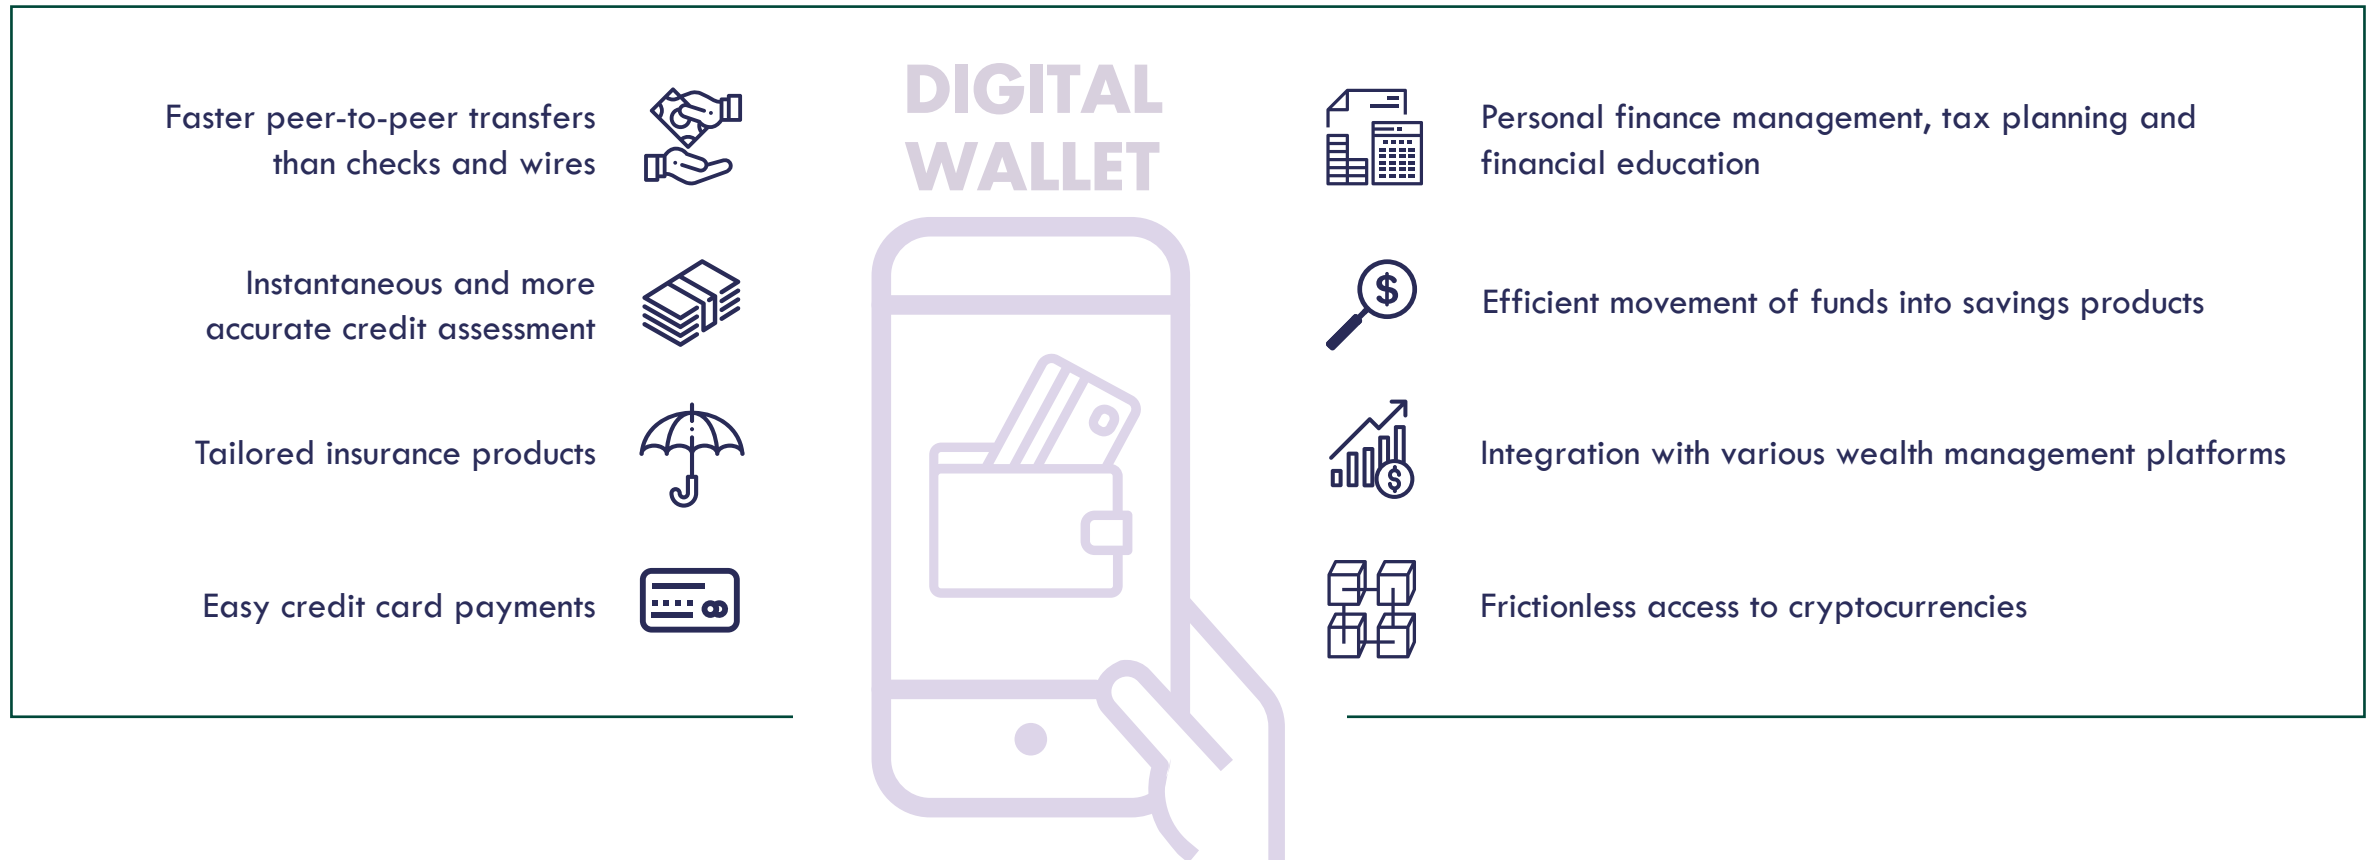 DIGITAL
WALLET
Faster peer-to-peer transfers
than checks and wires
Instantaneous and more
accurate credit assessment
Tailored insurance products
Easy credit card payments
Personal finance management, tax planning and
financial education
Efficient movement of funds into savings products
Integration with various wealth management platforms
Frictionless access to cryptocurrencies